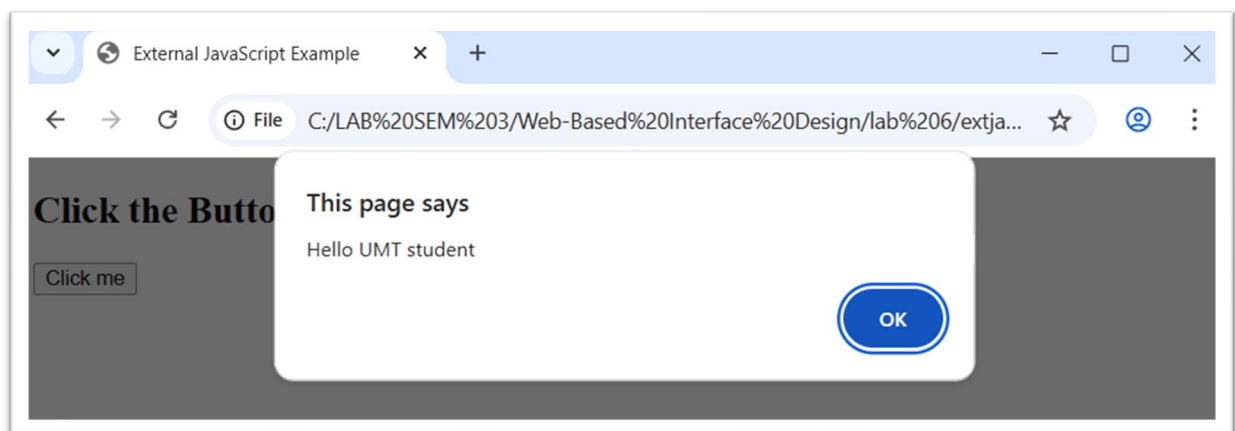 External JavaScript Example
File C:/LAB%20SEM%203/Web-Based%20Interface%20Design/lab%206/extja...
Click the Butto
This page says
Hello UMT student
Click me
OK